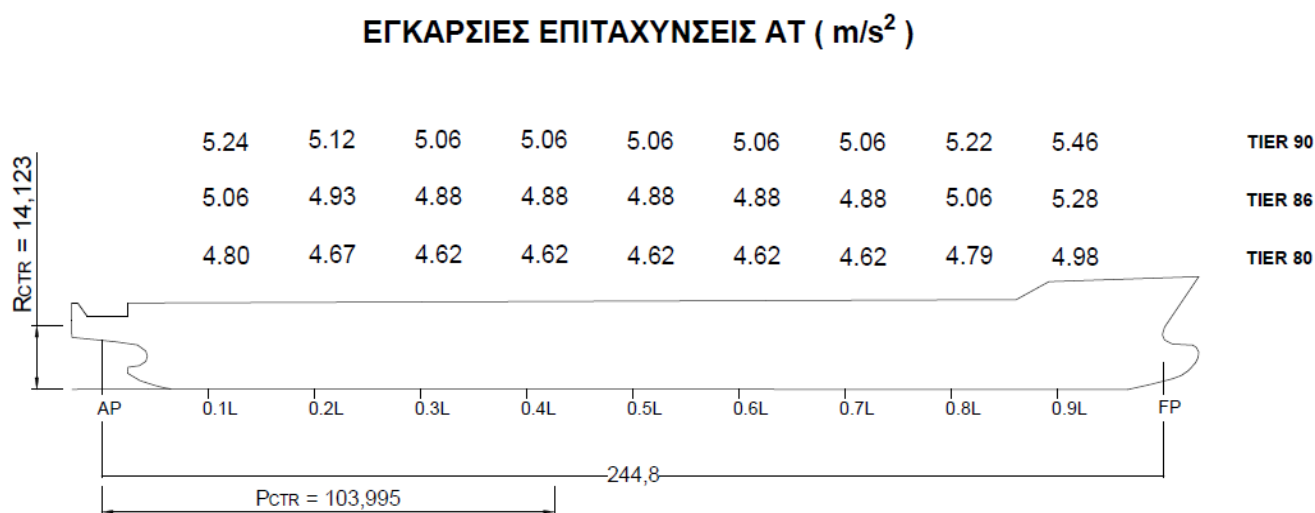 ΕΓΚΑΡΣΙΕΣ ΕΠΙΤΑΧΥΝΣΕΙΣ ΑΤ ( m/s² )
5.24 5.12 5.06 5.06 5.06 5.06 5.06 5.22 5.46 TIER 90
5.06 4.93 4.88 4.88 4.88 4.88 4.88 5.06 5.28 TIER 86
4.80 4.67 4.62 4.62 4.62 4.62 4.62 4.79 4.98 TIER 80
RCTR = 14,123
AP 0.1L 0.2L 0.3L 0.4L 0.5L 0.6L 0.7L 0.8L 0.9L FP
244,8
PCTR = 103,995